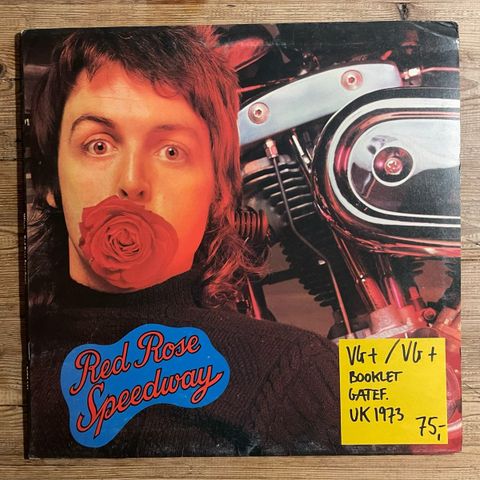 Red Rose
Speedway
VG+/VG+
BOOKLET
GATEF.
UK 1973
75,-